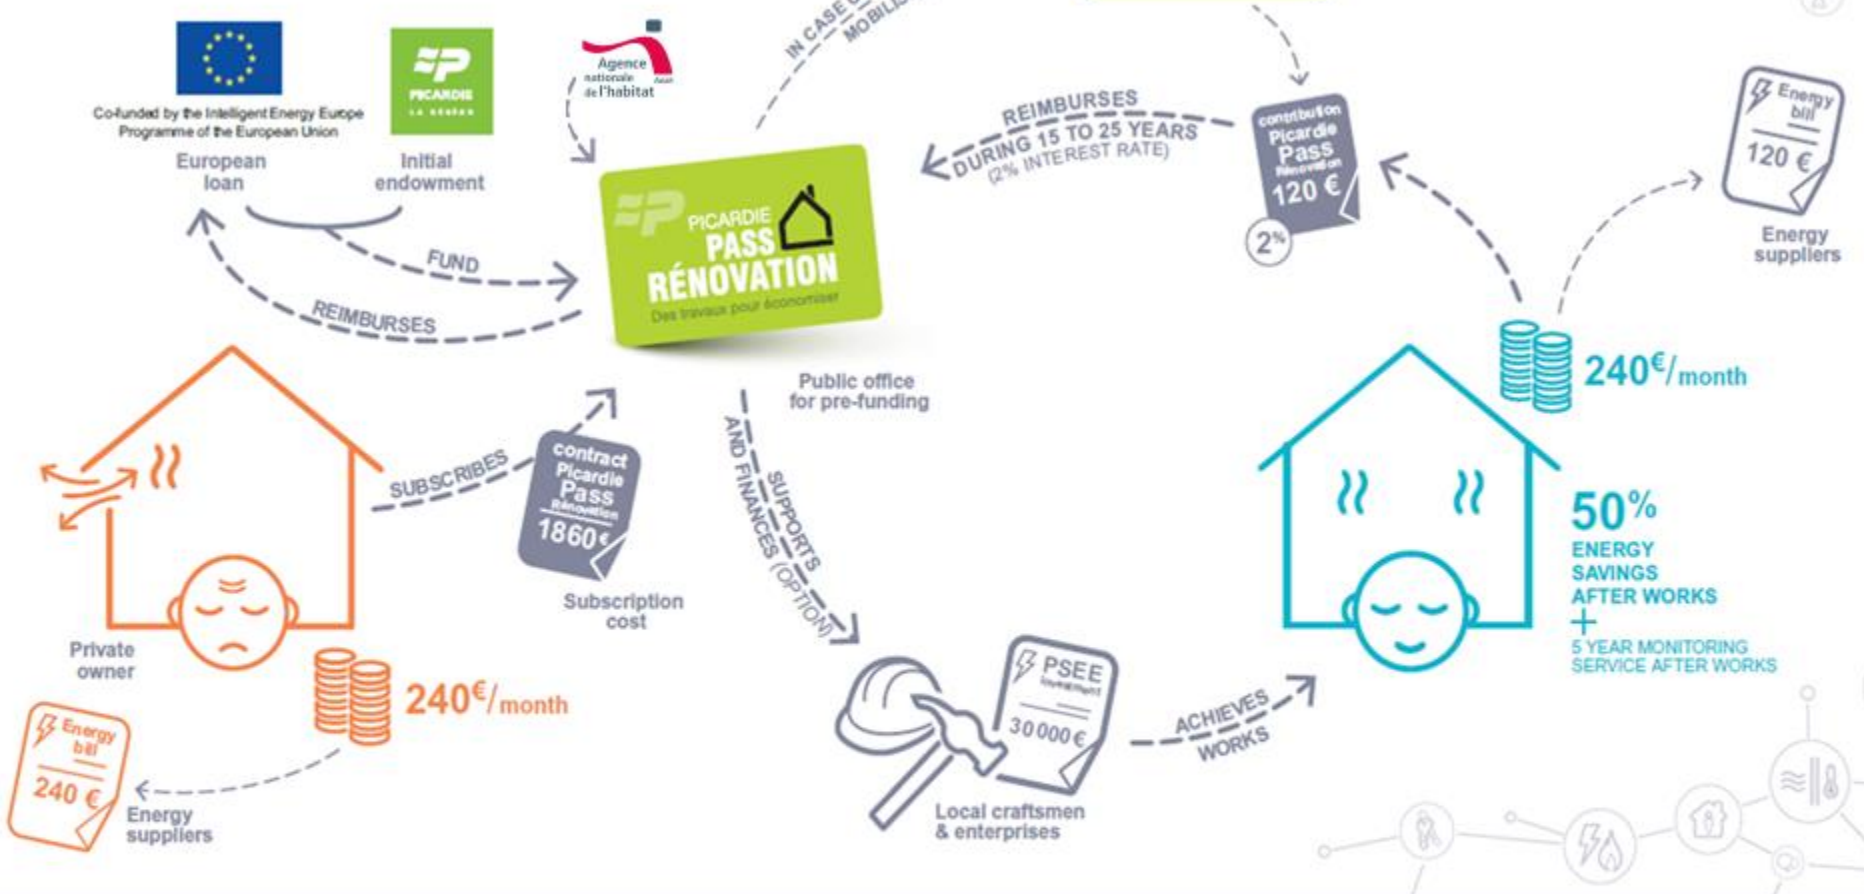 IN CASE
MOBILIS
Agence
nationale
de l'habitat
Anah
PICARDIE
Co-funded by the Intelligent Energy Europe
Programme of the European Union
European
loan
Initial
endowment
FUND
REIMBURSES
PICARDIE
PASS
RÉNOVATION
Des travaux pour économiser
Public office
for pre-funding
REIMBURSES
DURING 15 TO 25 YEARS
(2% INTEREST RATE)
contribution
Picardie
Pass
Rénovation
120 €
2%
Energy
bill
120 €
Energy
suppliers
240€/month
50%
ENERGY
SAVINGS
AFTER WORKS
+
5 YEAR MONITORING
SERVICE AFTER WORKS
SUBSCRIBES
contract
Picardie
Pass
Rénovation
1860€
Subscription
cost
SUPPORTS
AND FINANCES (OPTION)
Private
owner
240€/month
Energy
bill
240 €
Energy
suppliers
PSEE
30 000 €
Local craftsmen
& enterprises
ACHIEVES
WORKS